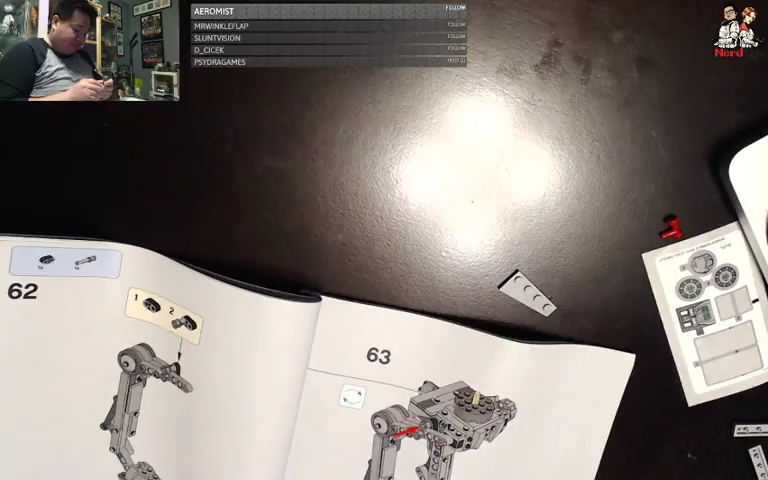 AEROMIST FOLLOW
MRWINKLEFLAP FOLLOW
SLUNTVISION FOLLOW
D_CICEK FOLLOW
PSYDRAGAMES
Nerd
62
1 2
63